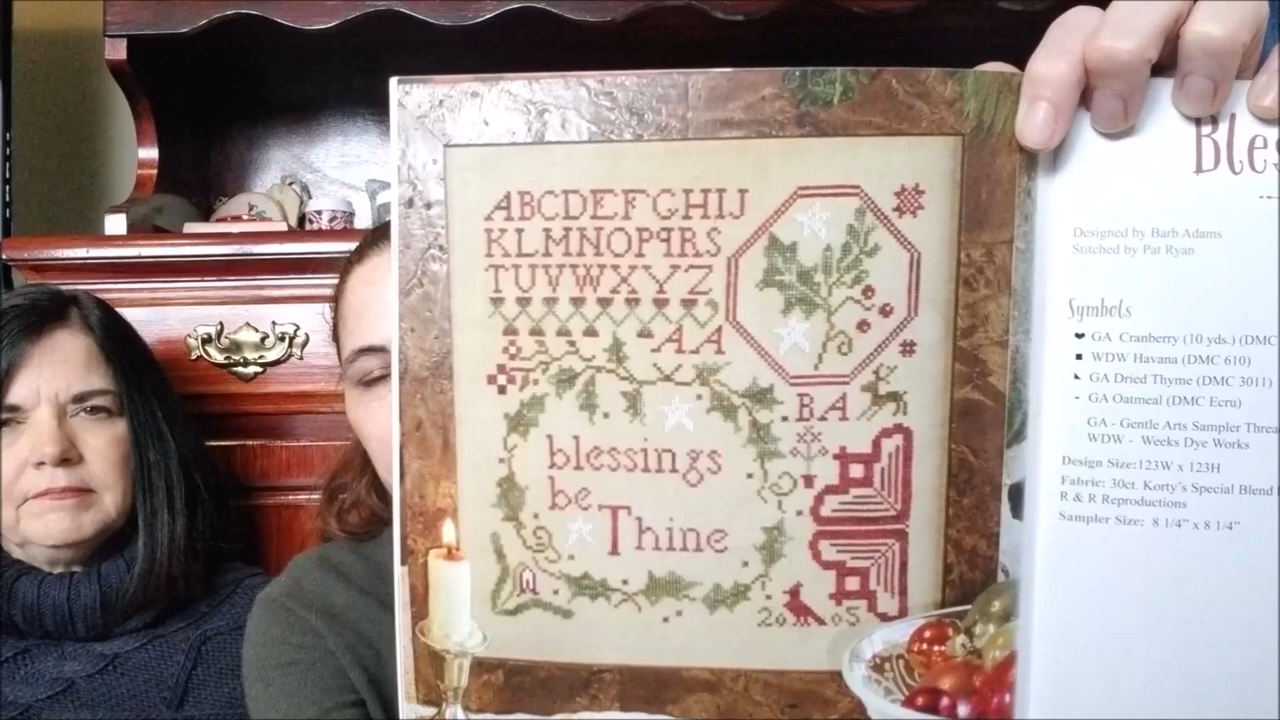 ABCDEFGHIJ
KLMNOPQRS
TUVWXYZ
AA
BA
blessings
be
Thine
2005
Designed by Barb Adams
Stitched by Pat Ryan
Symbols
♥ GA Cranberry (10 yds.) (DMC
■ WDW Havana (DMC 610)
◣ GA Dried Thyme (DMC 3011)
- GA Oatmeal (DMC Ecru)
GA - Gentle Arts Sampler
WDW - Weeks Dye Works
Design Size:123W x 123H
Fabric: 30ct. Korty's Special Blend
R & R Reproductions
Sampler Size: 8 1/4" x 8 1/4"